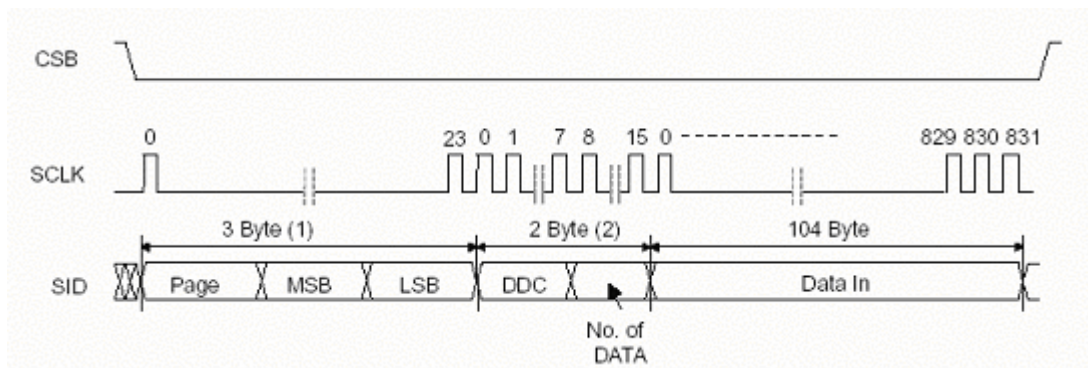 CSB
0 23 0 1 7 8 15 0 829 830 831
SCLK
3 Byte (1) 2 Byte (2) 104 Byte
SID Page MSB LSB DDC Data In
No. of
DATA